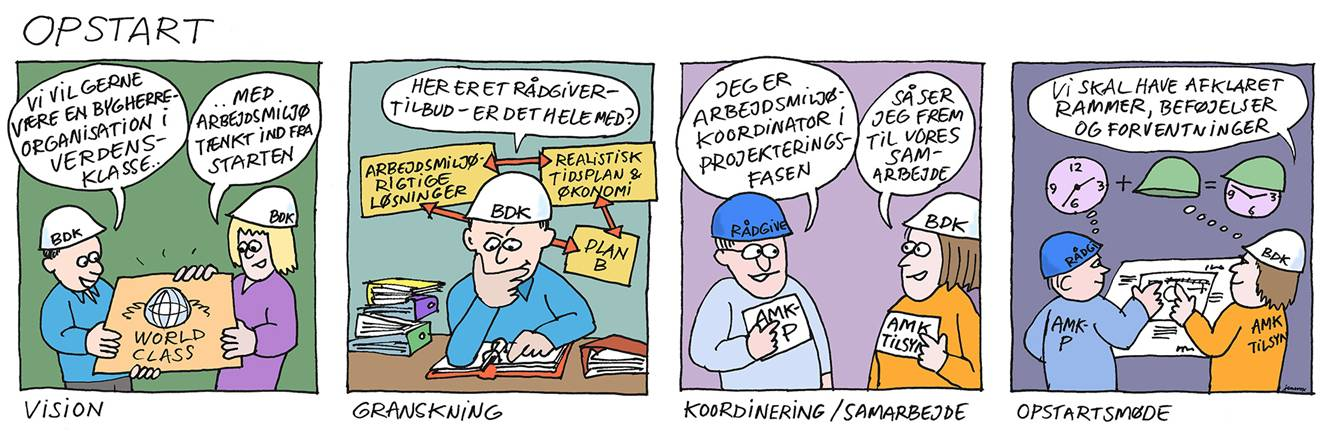 OPSTART
VI VIL GERNE
VÆRE EN BYGHERRE-
ORGANISATION I
VERDENS-
KLASSE..
..MED
ARBEJDSMILJØ
TÆNKT IND FRA
STARTEN
BDK
BDK
WORLD
CLASS
VISION
HER ER ET RÅDGIVER-
TILBUD – ER DET HELE MED?
ARBEJDSMILJØ
RIGTIGE
LØSNINGER
REALISTISK
TIDSPLAN &
ØKONOMI
PLAN
B
BDK
GRANSKNING
JEG ER
ARBEJDSMILJØ-
KOORDINATOR I
PROJEKTERINGS-
FASEN
SÅ SER
JEG FREM
TIL VORES
SAM-
ARBEJDE
RÅDGIVE
BDK
AMK-
P
AMK
TILSYN
KOORDINERING/SAMARBEJDE
VI SKAL HAVE AFKLARET
RAMMER, BEFØJELSER
OG FORVENTNINGER
12
9 3
6
+ =
9 3
6
RÅDGI
BDK
AMK-
P
AMK
TILSYN
OPSTARTSMØDE